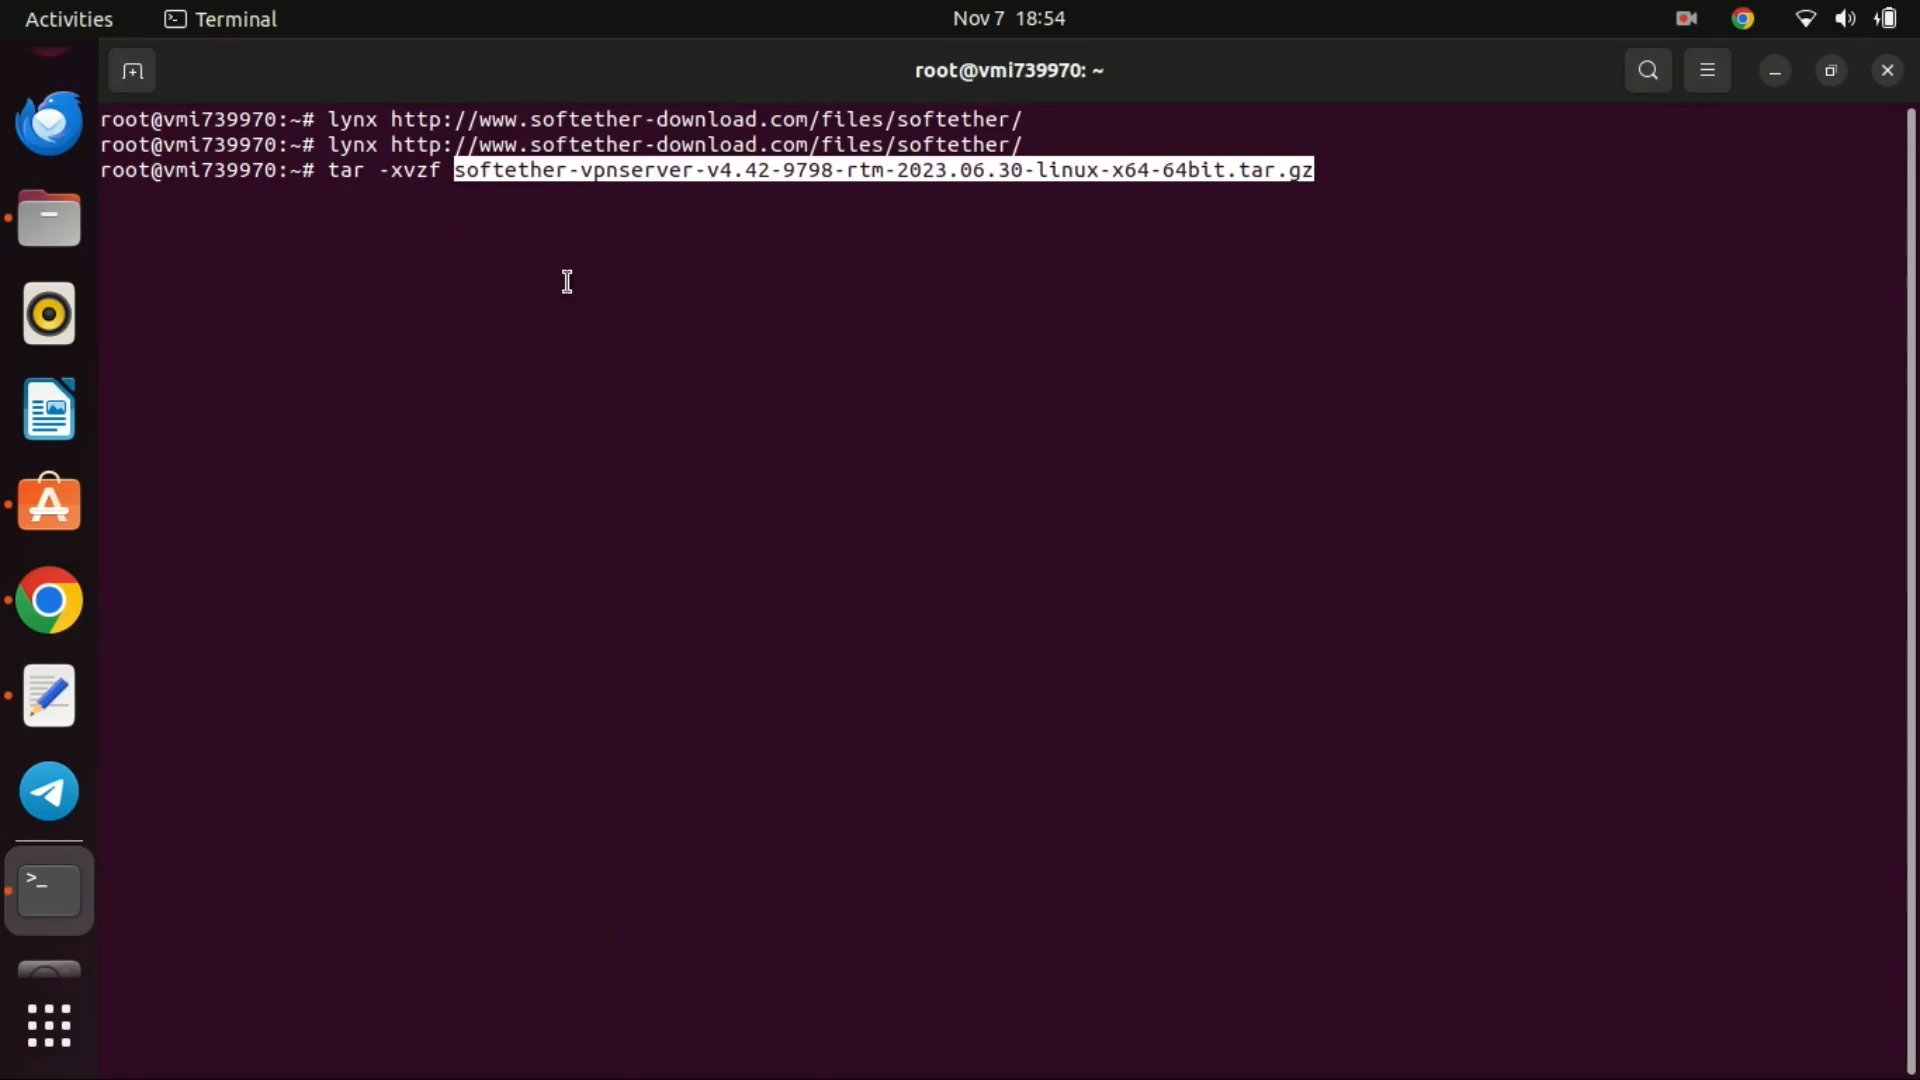 Activities Terminal Nov 7 18:54
root@vmi739970: ~
root@vmi739970:~# lynx http://www.softether-download.com/files/softether/
root@vmi739970:~# lynx http://www.softether-download.com/files/softether/
root@vmi739970:~# tar -xvzf softether-vpnserver-v4.42-9798-rtm-2023.06.30-linux-x64-64bit.tar.gz